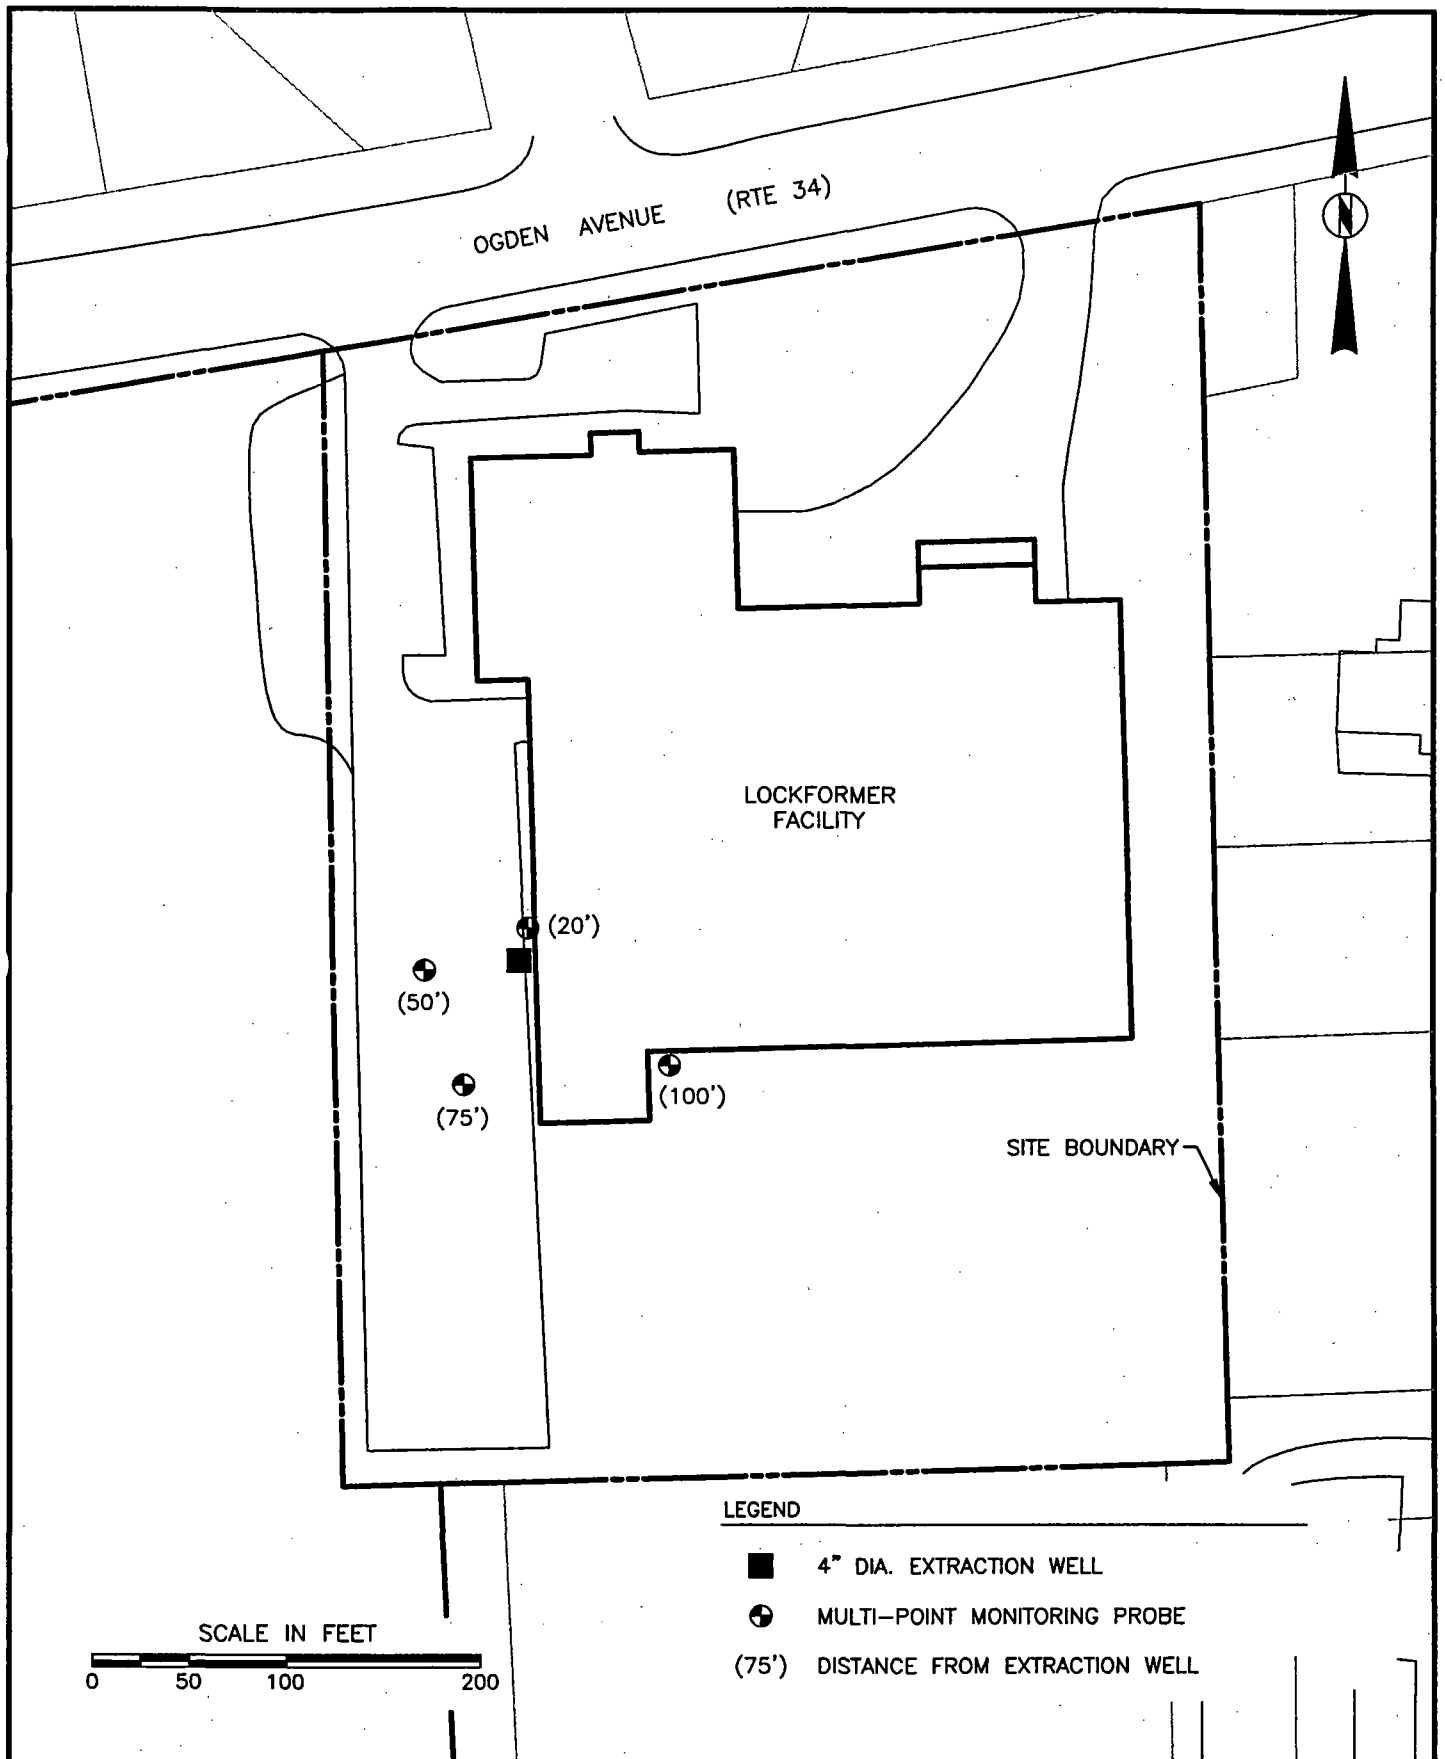 OGDEN AVENUE (RTE 34)
N
LOCKFORMER
FACILITY
(20')
(50')
(75')
(100')
SITE BOUNDARY
LEGEND
4" DIA. EXTRACTION WELL
MULTI-POINT MONITORING PROBE
(75') DISTANCE FROM EXTRACTION WELL
SCALE IN FEET
0 50 100 200